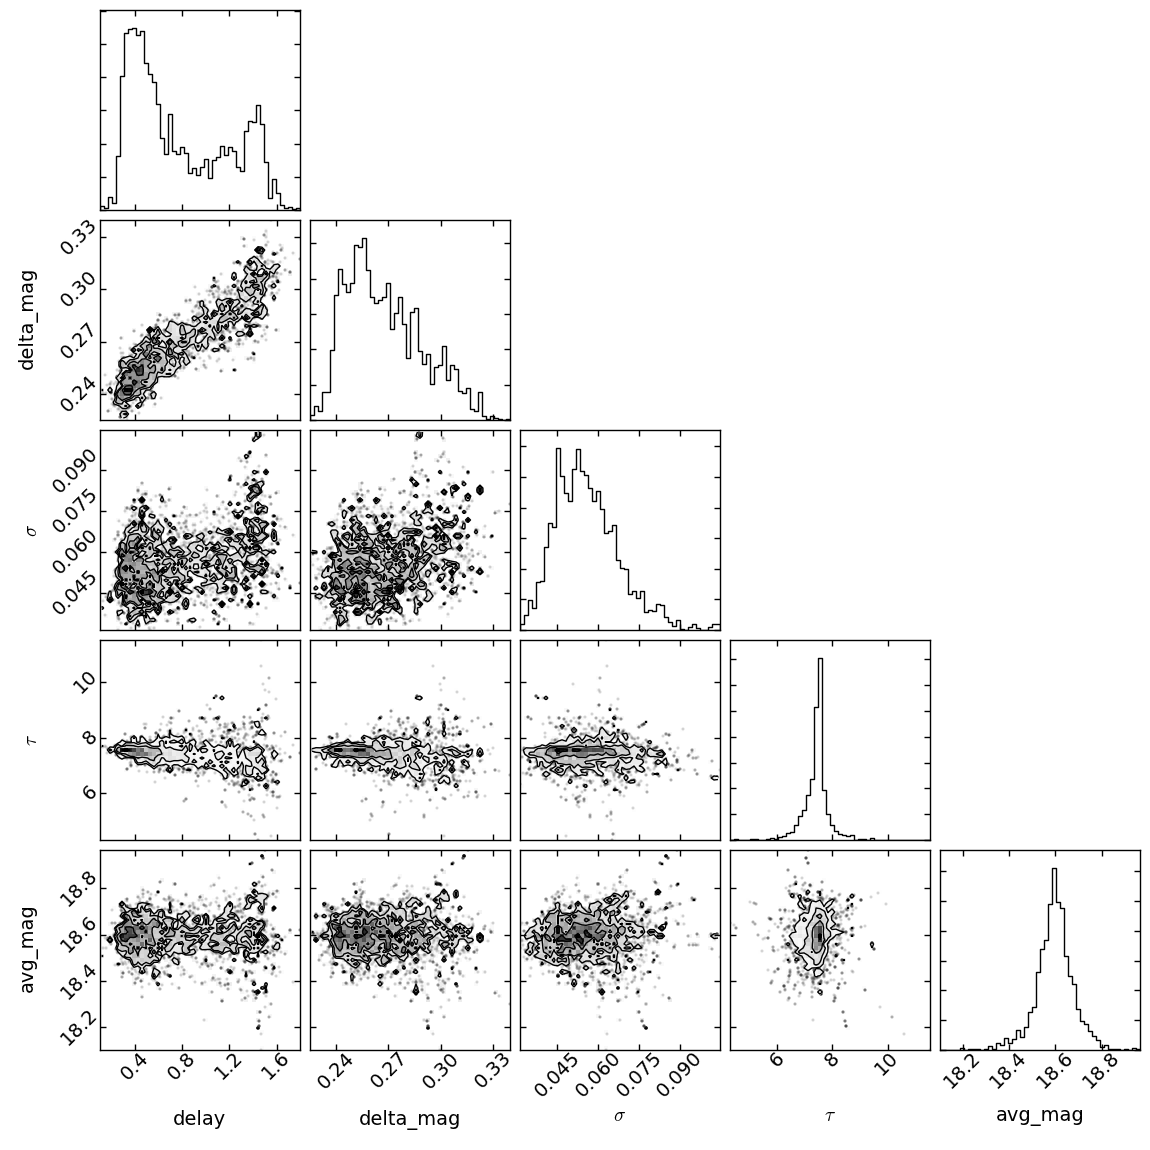 0.33
0.30
0.27
0.24
delta_mag
0.090
0.075
0.060
0.045
σ
10
8
6
τ
18.8
18.6
18.4
18.2
avg_mag
0.4 0.8 1.2 1.6
0.24 0.27 0.30 0.33
0.045 0.060 0.075 0.090
6 8 10
18.2 18.4 18.6 18.8
delay delta_mag σ τ avg_mag